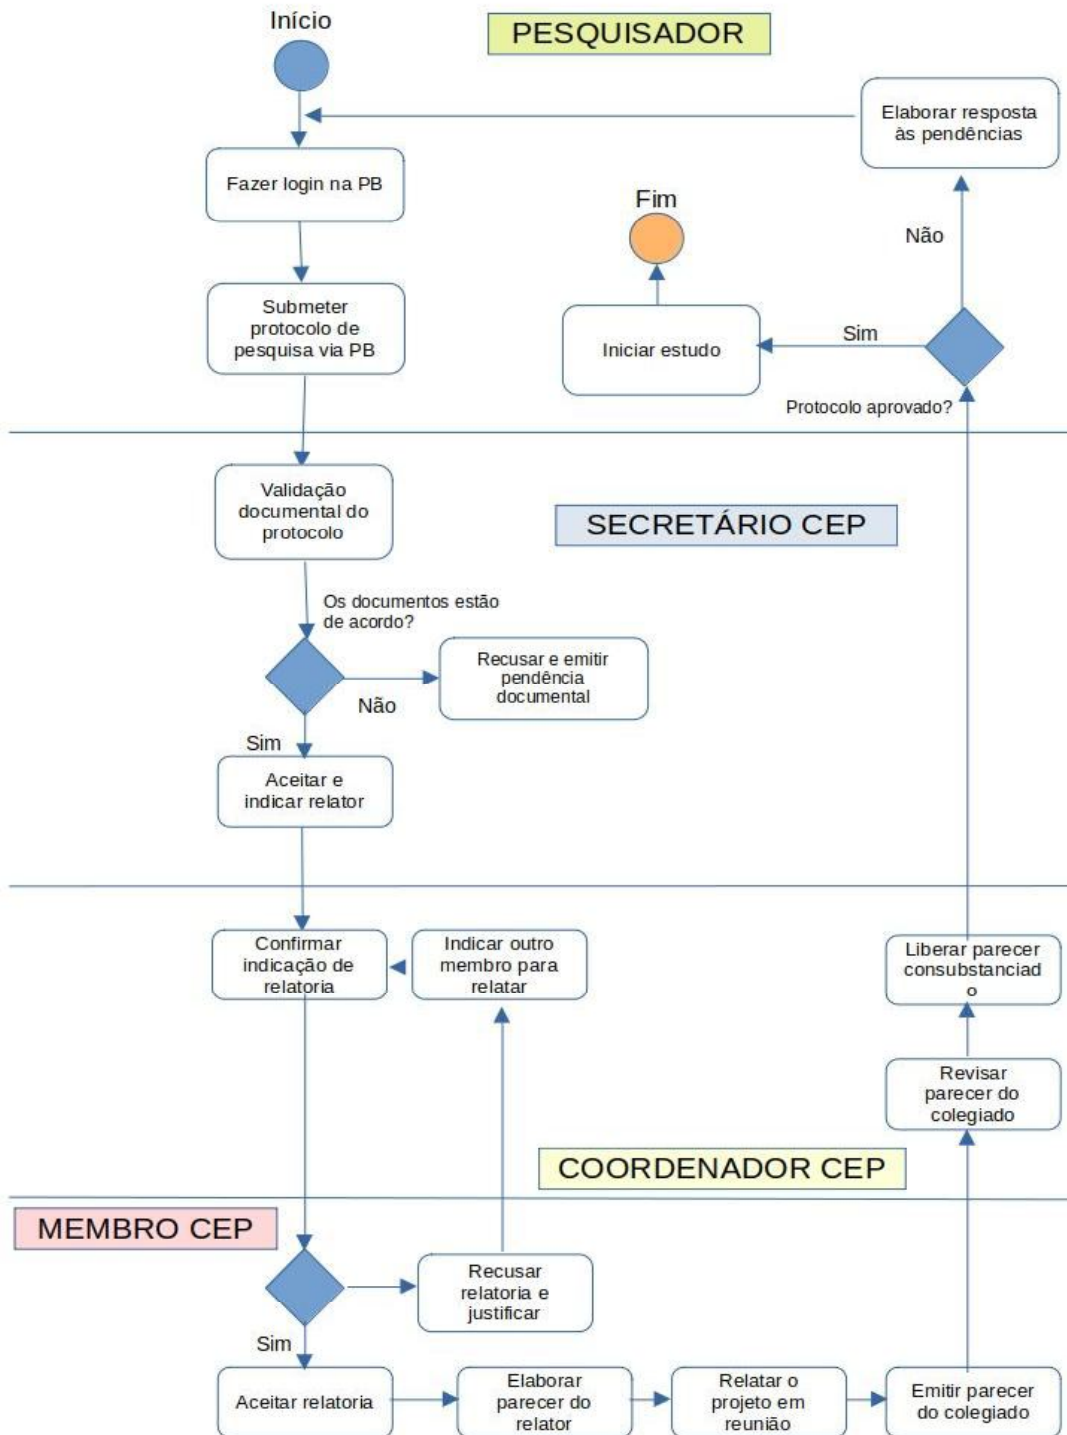 Início
PESQUISADOR
Elaborar resposta
às pendências
Fazer login na PB
Fim
Não
Submeter
protocolo de
pesquisa via PB
Iniciar estudo
Sim
Protocolo aprovado?
Validação
documental do
protocolo
SECRETÁRIO CEP
Os documentos estão
de acordo?
Recusar e emitir
pendência
documental
Não
Sim
Aceitar e
indicar relator
Confirmar
indicação de
relatoria
Indicar outro
membro para
relatar
Liberar parecer
consubstanciad
o
Revisar
parecer do
colegiado
COORDENADOR CEP
MEMBRO CEP
Recusar
relatoria e
justificar
Sim
Aceitar relatoria
Elaborar
parecer do
relator
Relatar o
projeto em
reunião
Emitir parecer
do colegiado